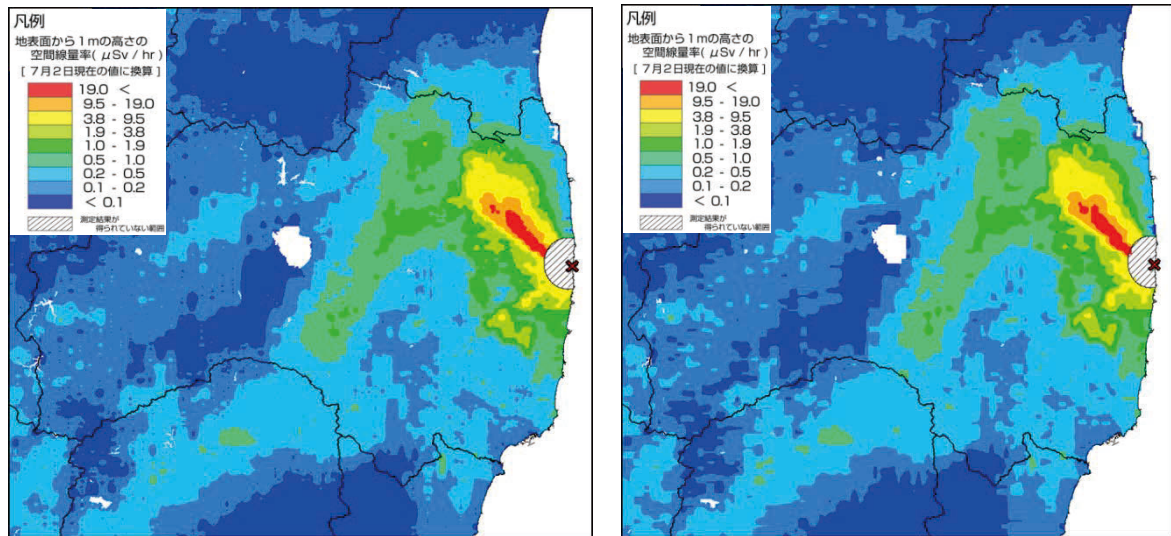 凡例
地表面から1mの高さの
空間線量率( μSv / hr)
[ 7月2日現在の値に換算 ]
19.0 <
9.5 - 19.0
3.8 - 9.5
1.9 - 3.8
1.0 - 1.9
0.5 - 1.0
0.2 - 0.5
0.1 - 0.2
< 0.1
測定結果が
得られていない範囲
凡例
地表面から1mの高さの
空間線量率( μSv / hr)
[ 7月2日現在の値に換算 ]
19.0 <
9.5 - 19.0
3.8 - 9.5
1.9 - 3.8
1.0 - 1.9
0.5 - 1.0
0.2 - 0.5
0.1 - 0.2
< 0.1
測定結果が
得られていない範囲